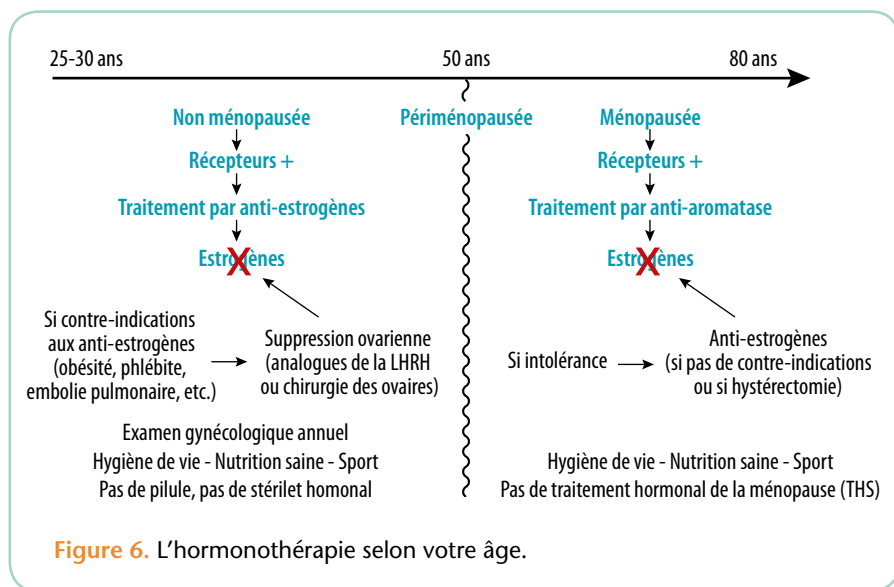 25-30 ans
50 ans
80 ans
Non ménopausée
Périménopausée
Ménopausée
Récepteurs +
Récepteurs +
Traitement par anti-estrogènes
Traitement par anti-aromatase
Estrogènes
Estrogènes
Si contre-indications
aux anti-estrogènes
(obésité, phlébite,
embolie pulmonaire, etc.)
Suppression ovarienne
(analogues de la LHRH
ou chirurgie des ovaires)
Si intolérance
Anti-estrogènes
(si pas de contre-indications
ou si hystérectomie)
Examen gynécologique annuel
Hygiène de vie - Nutrition saine - Sport
Pas de pilule, pas de stérilet homonal
Hygiène de vie - Nutrition saine - Sport
Pas de traitement hormonal de la ménopause (THS)
Figure 6. L'hormonothérapie selon votre âge.